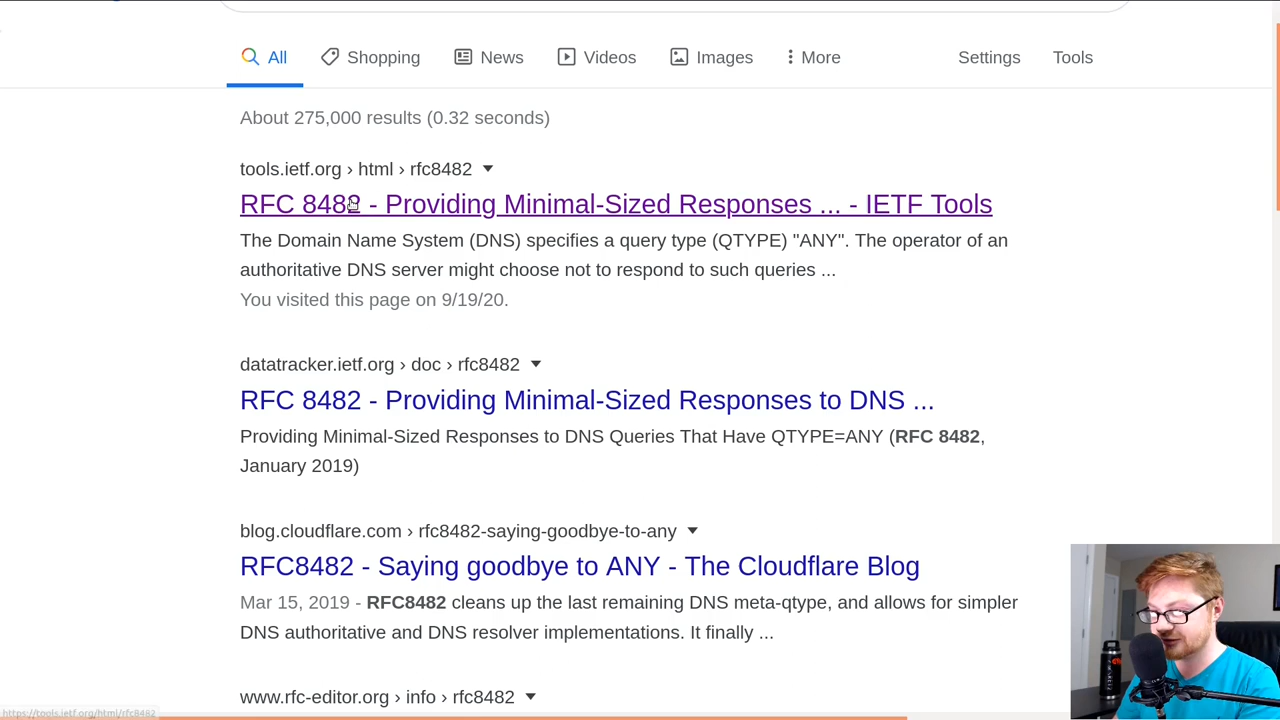 All Shopping News Videos Images More Settings Tools
About 275,000 results (0.32 seconds)
tools.ietf.org › html › rfc8482
RFC 8482 - Providing Minimal-Sized Responses ... - IETF Tools
The Domain Name System (DNS) specifies a query type (QTYPE) "ANY". The operator of an
authoritative DNS server might choose not to respond to such queries ...
You visited this page on 9/19/20.
datatracker.ietf.org › doc › rfc8482
RFC 8482 - Providing Minimal-Sized Responses to DNS ...
Providing Minimal-Sized Responses to DNS Queries That Have QTYPE=ANY (RFC 8482,
January 2019)
blog.cloudflare.com › rfc8482-saying-goodbye-to-any
RFC8482 - Saying goodbye to ANY - The Cloudflare Blog
Mar 15, 2019 - RFC8482 cleans up the last remaining DNS meta-qtype, and allows for simpler
DNS authoritative and DNS resolver implementations. It finally ...
www.rfc-editor.org › info › rfc8482
https://tools.ietf.org/html/rfc8482